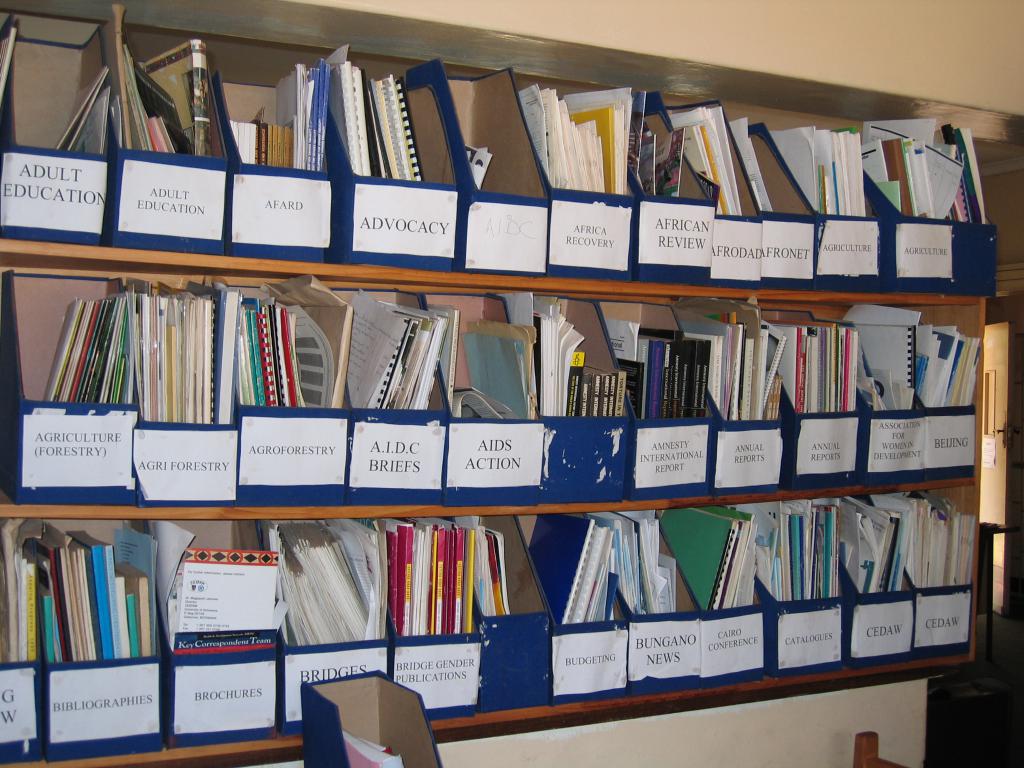 ADULT
EDUCATION
ADULT
EDUCATION
AFARD
ADVOCACY
AIDC
AFRICA
RECOVERY
AFRICAN
REVIEW
AFRODAD
AFRONET
AGRICULTURE
AGRICULTURE
AGRICULTURE
(FORESTRY)
AGRI FORESTRY
AGROFORESTRY
A.I.D.C
BRIEFS
AIDS
ACTION
AMNESTY
INTERNATIONAL
REPORT
ANNUAL
REPORTS
ANNUAL
REPORTS
ASSOCIATION
FOR
WOMEN IN
DEVELOPMENT
BEIJING
G
W
BIBLIOGRAPHIES
Key Correspondent Team
BROCHURES
BRIDGES
BRIDGE GENDER
PUBLICATIONS
BUDGETING
BUNGANO
NEWS
CAIRO
CONFERENCE
CATALOGUES
CEDAW
CEDAW